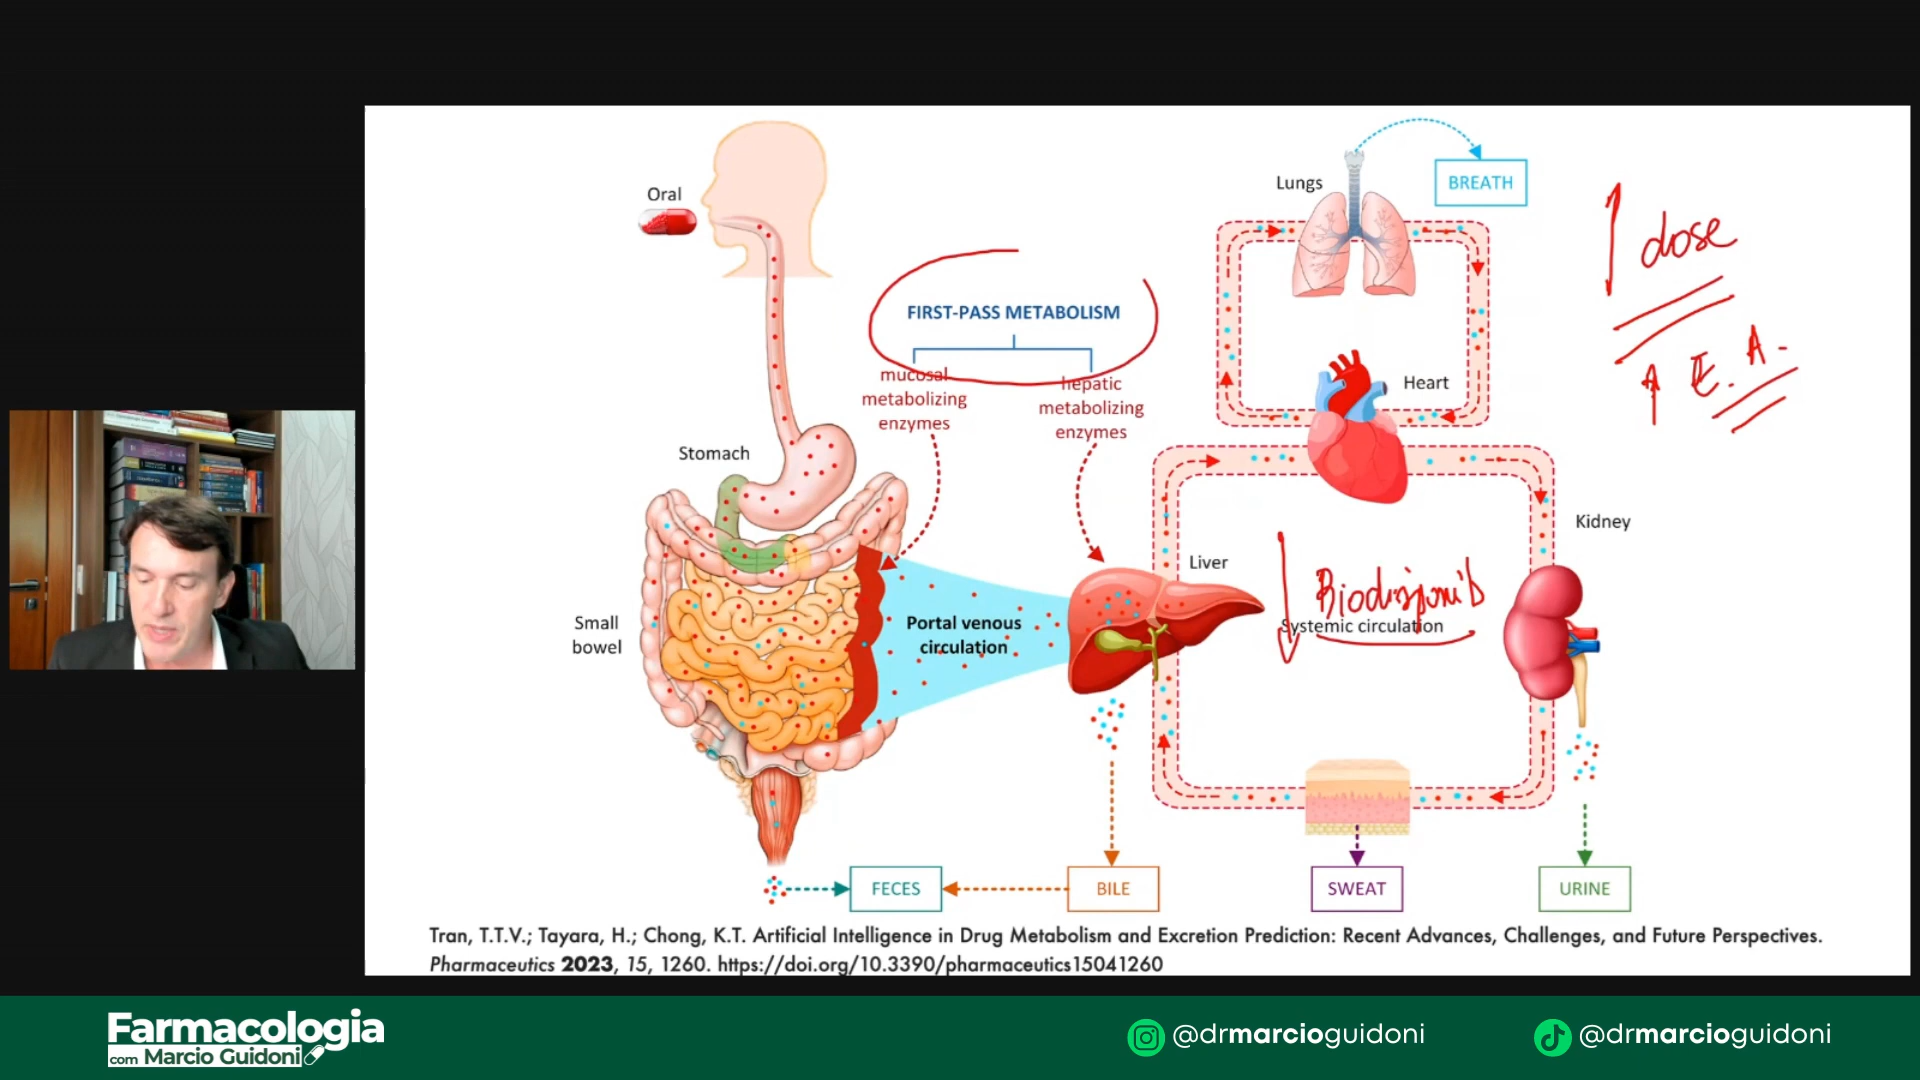 Oral
Lungs
BREATH
dose
E. A.
FIRST-PASS METABOLISM
mucosal
metabolizing
enzymes
hepatic
metabolizing
enzymes
Heart
Stomach
Kidney
Liver
Biodisponib
Systemic circulation
Small
bowel
Portal venous
circulation
FECES
BILE
SWEAT
URINE
Tran, T.T.V.; Tayara, H.; Chong, K.T. Artificial Intelligence in Drug Metabolism and Excretion Prediction: Recent Advances, Challenges, and Future Perspectives.
Pharmaceutics 2023, 15, 1260. https://doi.org/10.3390/pharmaceutics15041260
Farmacologia
com Marcio Guidoni
@drmarcioguidoni
@drmarcioguidoni